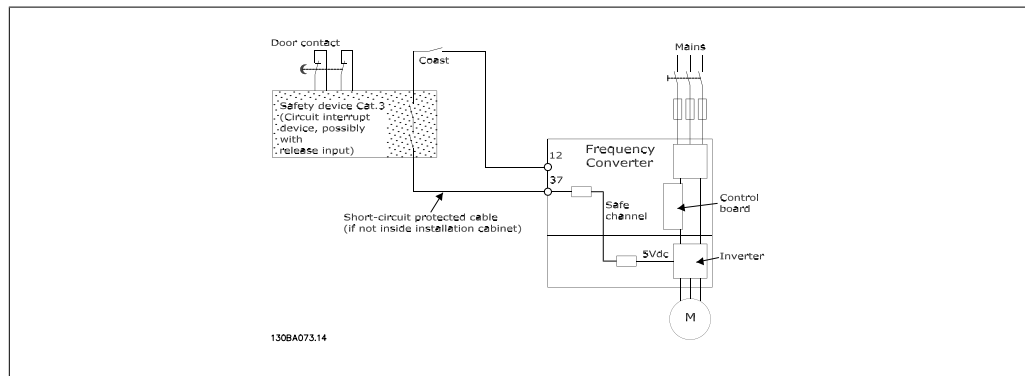 Door contact
Coast
Mains
Safety device Cat.3
(Circuit interrupt
device, possibly
with
release input)
12
Frequency
Converter
37
Safe
channel
Control
board
Short-circuit protected cable
(if not inside installation cabinet)
5Vdc
Inverter
M
130BA073.14